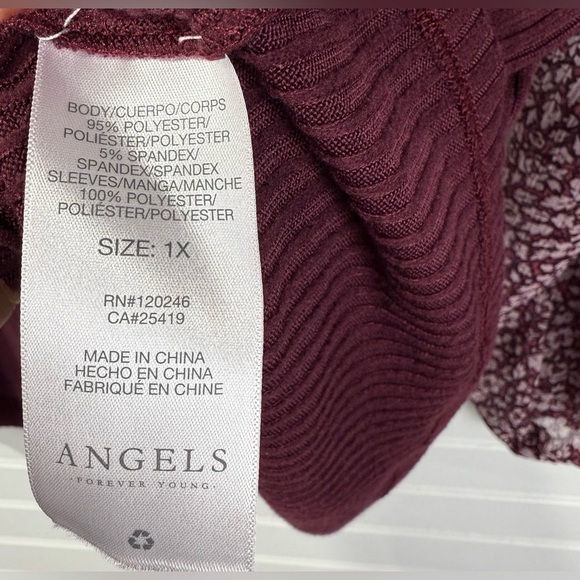 BODY/CUERPO/CORPS
95% POLYESTER/
POLIÉSTER/POLYESTER
5% SPANDEX/
SPANDEX/SPANDEX
SLEEVES/MANGA/MANCHE
100% POLYESTER/
POLIÉSTER/POLYESTER
SIZE: 1X
RN#120246
CA#25419
MADE IN CHINA
HECHO EN CHINA
FABRIQUÉ EN CHINE
ANGELS
·FOREVER YOUNG·